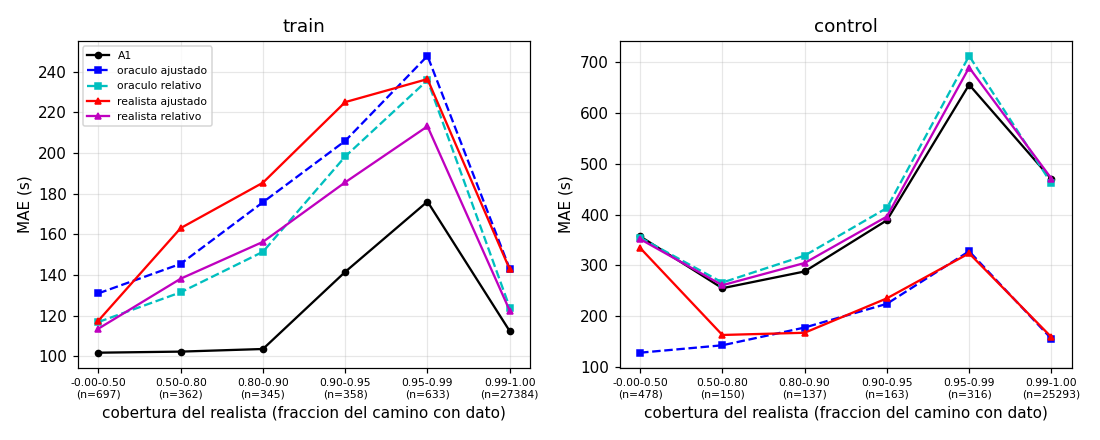 train
MAE (s)
240
220
200
180
160
140
120
100
A1
oraculo ajustado
oraculo relativo
realista ajustado
realista relativo
-0.00-0.50 0.50-0.80 0.80-0.90 0.90-0.95 0.95-0.99 0.99-1.00
(n=697) (n=362) (n=345) (n=358) (n=633) (n=27384)
cobertura del realista (fraccion del camino con dato)
control
MAE (s)
700
600
500
400
300
200
100
-0.00-0.50 0.50-0.80 0.80-0.90 0.90-0.95 0.95-0.99 0.99-1.00
(n=478) (n=150) (n=137) (n=163) (n=316) (n=25293)
cobertura del realista (fraccion del camino con dato)